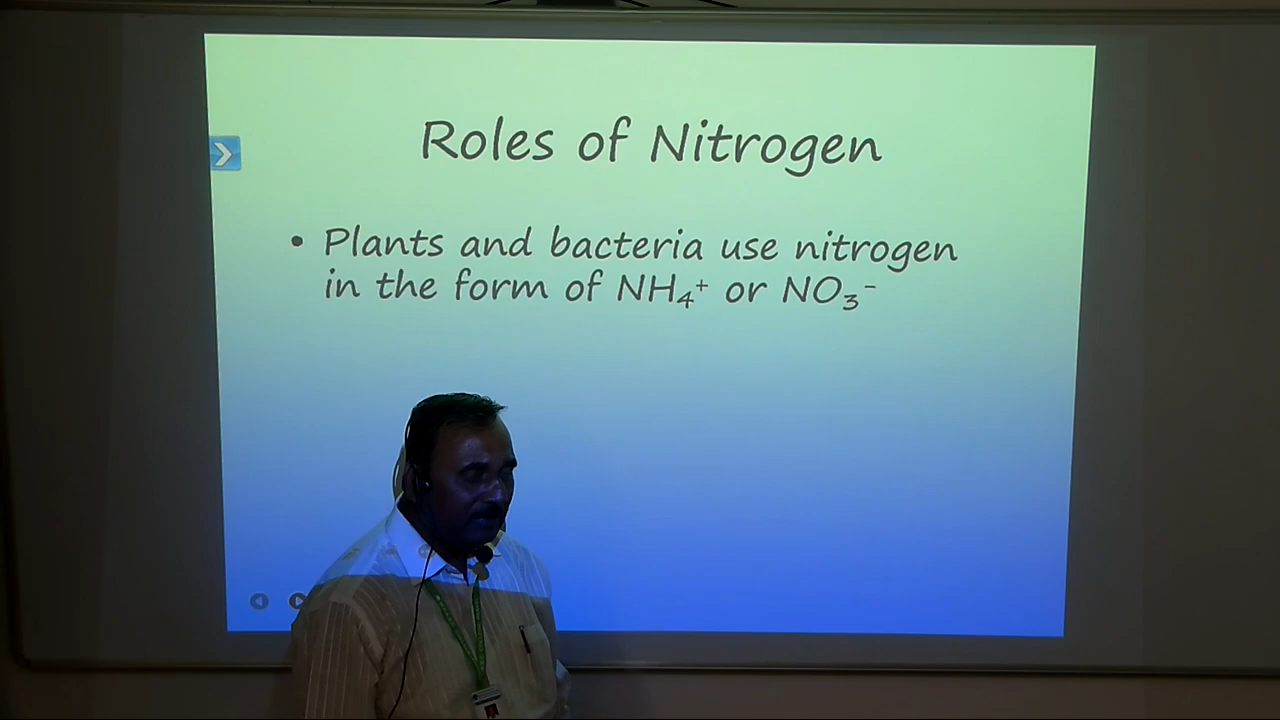 Roles of Nitrogen
• Plants and bacteria use nitrogen
in the form of NH₄⁺ or NO₃⁻